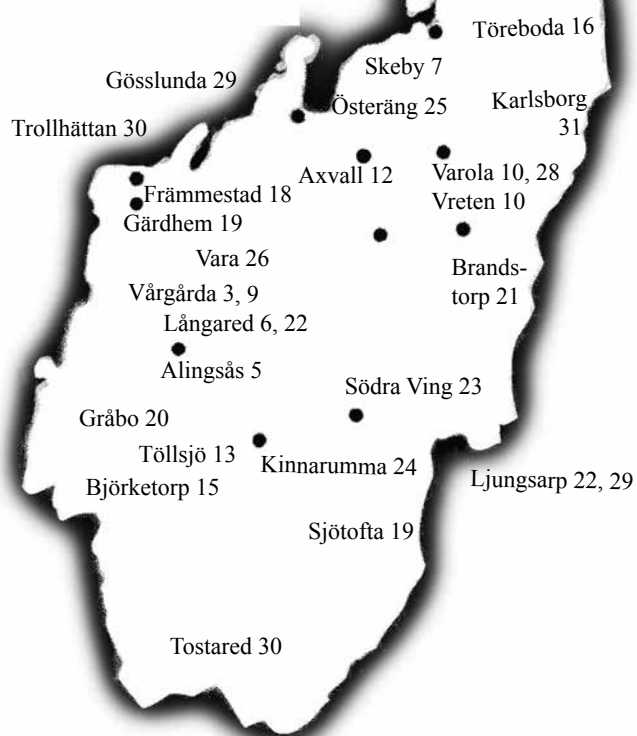 Töreboda 16
Skeby 7
Gösslunda 29
Österäng 25
Karlsborg
31
Trollhättan 30
Axvall 12
Varola 10, 28
Främmestad 18
Vreten 10
Gärdhem 19
Vara 26
Brands-
torp 21
Vårgårda 3, 9
Långared 6, 22
Alingsås 5
Södra Ving 23
Gråbo 20
Töllsjö 13
Kinnarumma 24
Björketorp 15
Ljungsarp 22, 29
Sjötofta 19
Tostared 30